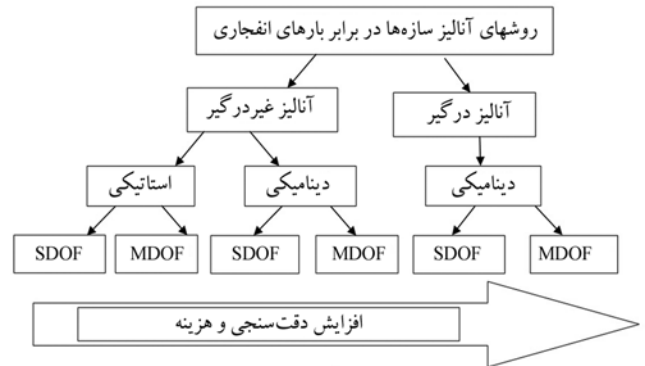 روشهای آنالیز سازه‌ها در برابر بارهای انفجاری
آنالیز درگیر
آنالیز غیردرگیر
دینامیکی
دینامیکی
استاتیکی
MDOF
SDOF
MDOF
SDOF
MDOF
SDOF
افزایش دقت‌سنجی و هزینه